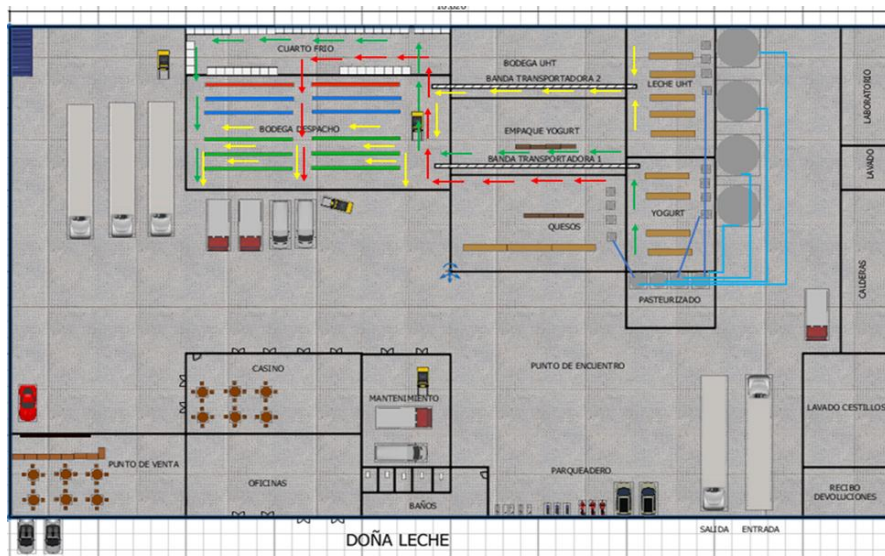 CUARTO FRIO
BODEGA UHT
BANDA TRANSPORTADORA 2
LECHE UHT
LABORATORIO
BODEGA DESPACHO
EMPAQUE YOGURT
BANDA TRANSPORTADORA 1
LAVADO
YOGURT
QUESOS
CALDERAS
PASTEURIZADO
CASINO
PUNTO DE ENCUENTRO
MANTENIMIENTO
LAVADO CESTILLOS
PUNTO DE VENTA
OFICINAS
PARQUEADERO
BAÑOS
RECIBO
DEVOLUCIONES
SALIDA ENTRADA
DOÑA LECHE